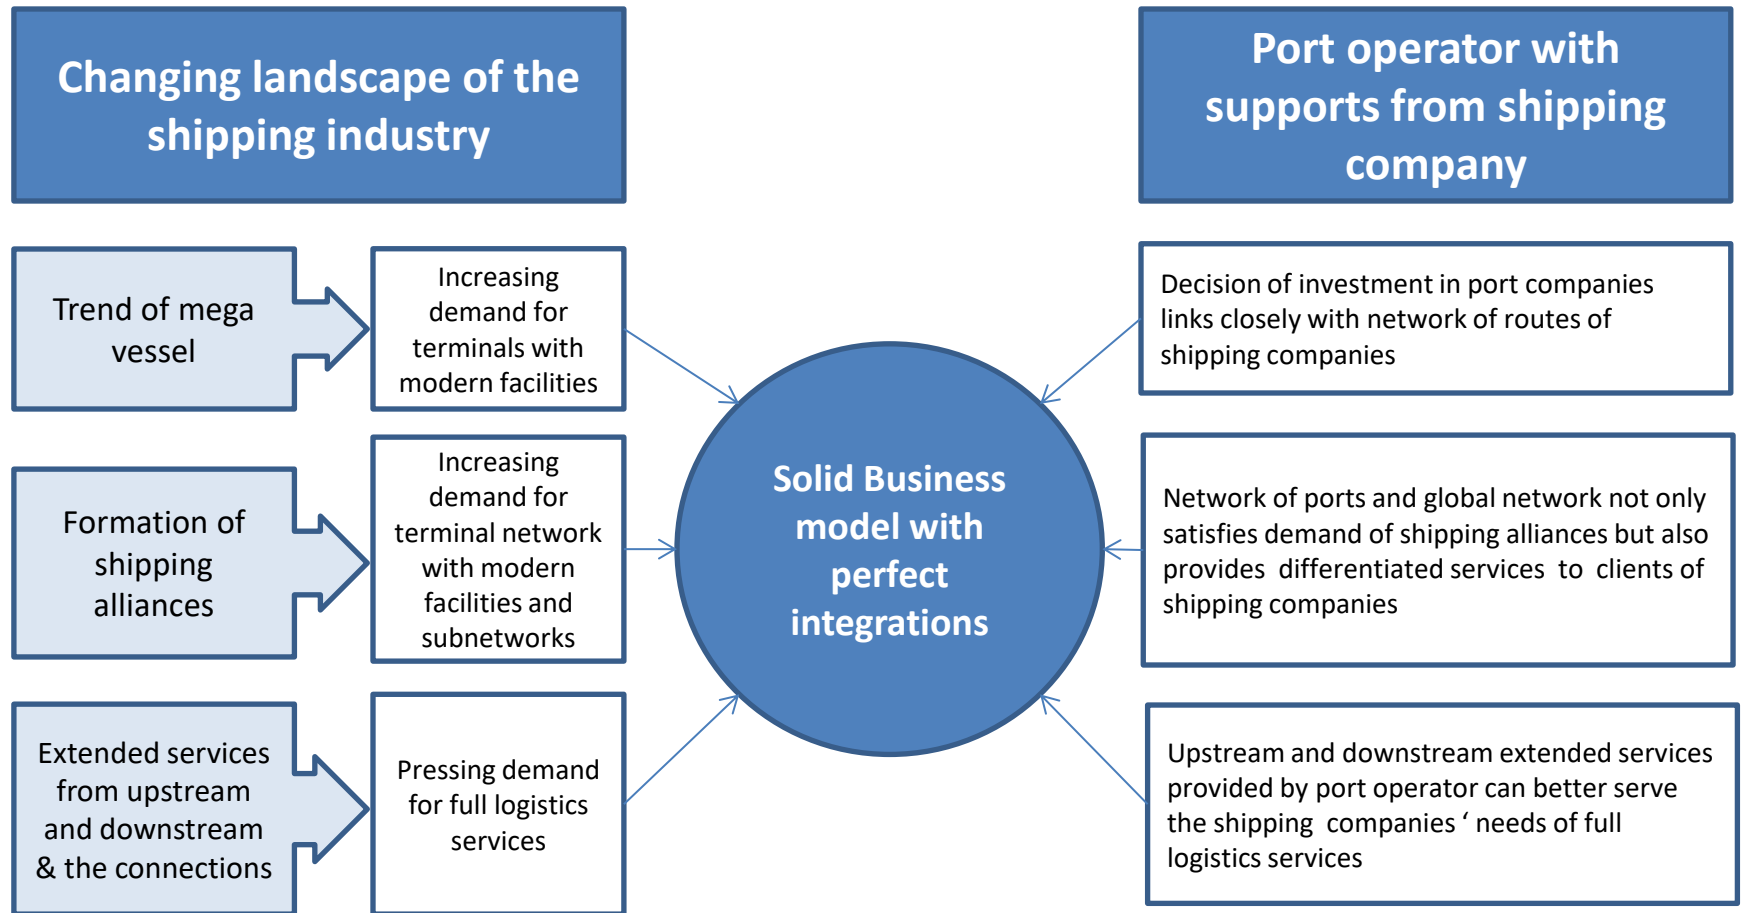 Changing landscape of the
shipping industry
Port operator with
supports from shipping
company
Trend of mega
vessel
Increasing
demand for
terminals with
modern facilities
Formation of
shipping
alliances
Increasing
demand for
terminal network
with modern
facilities and
subnetworks
Extended services
from upstream
and downstream
& the connections
Pressing demand
for full logistics
services
Solid Business
model with
perfect
integrations
Decision of investment in port companies
links closely with network of routes of
shipping companies
Network of ports and global network not only
satisfies demand of shipping alliances but also
provides  differentiated services  to  clients of
shipping companies
Upstream and downstream extended services
provided by port operator can better serve
the shipping  companies ‘ needs of full
logistics services